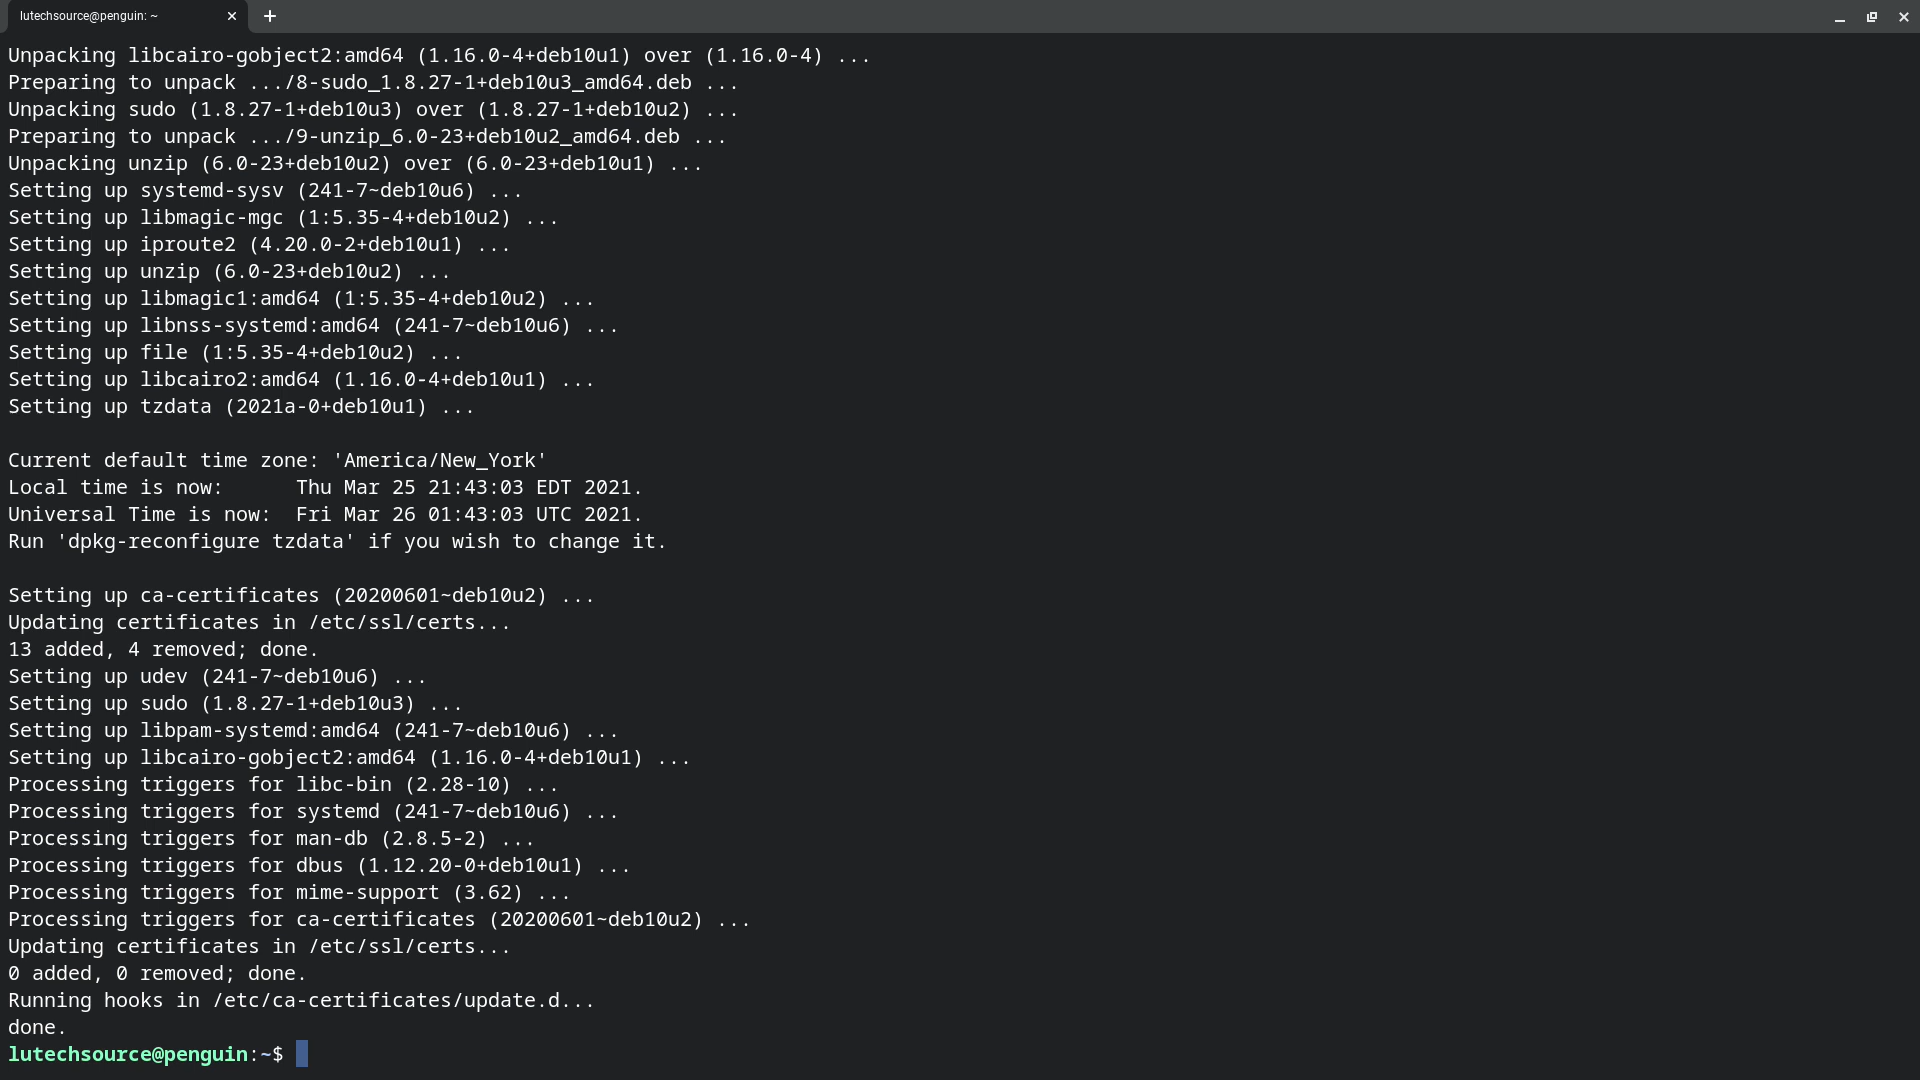 lutechsource@penguin: ~
Unpacking libcairo-gobject2:amd64 (1.16.0-4+deb10u1) over (1.16.0-4) ...
Preparing to unpack .../8-sudo_1.8.27-1+deb10u3_amd64.deb ...
Unpacking sudo (1.8.27-1+deb10u3) over (1.8.27-1+deb10u2) ...
Preparing to unpack .../9-unzip_6.0-23+deb10u2_amd64.deb ...
Unpacking unzip (6.0-23+deb10u2) over (6.0-23+deb10u1) ...
Setting up systemd-sysv (241-7~deb10u6) ...
Setting up libmagic-mgc (1:5.35-4+deb10u2) ...
Setting up iproute2 (4.20.0-2+deb10u1) ...
Setting up unzip (6.0-23+deb10u2) ...
Setting up libmagic1:amd64 (1:5.35-4+deb10u2) ...
Setting up libnss-systemd:amd64 (241-7~deb10u6) ...
Setting up file (1:5.35-4+deb10u2) ...
Setting up libcairo2:amd64 (1.16.0-4+deb10u1) ...
Setting up tzdata (2021a-0+deb10u1) ...

Current default time zone: 'America/New_York'
Local time is now:      Thu Mar 25 21:43:03 EDT 2021.
Universal Time is now:  Fri Mar 26 01:43:03 UTC 2021.
Run 'dpkg-reconfigure tzdata' if you wish to change it.

Setting up ca-certificates (20200601~deb10u2) ...
Updating certificates in /etc/ssl/certs...
13 added, 4 removed; done.
Setting up udev (241-7~deb10u6) ...
Setting up sudo (1.8.27-1+deb10u3) ...
Setting up libpam-systemd:amd64 (241-7~deb10u6) ...
Setting up libcairo-gobject2:amd64 (1.16.0-4+deb10u1) ...
Processing triggers for libc-bin (2.28-10) ...
Processing triggers for systemd (241-7~deb10u6) ...
Processing triggers for man-db (2.8.5-2) ...
Processing triggers for dbus (1.12.20-0+deb10u1) ...
Processing triggers for mime-support (3.62) ...
Processing triggers for ca-certificates (20200601~deb10u2) ...
Updating certificates in /etc/ssl/certs...
0 added, 0 removed; done.
Running hooks in /etc/ca-certificates/update.d...
done.
lutechsource@penguin:~$